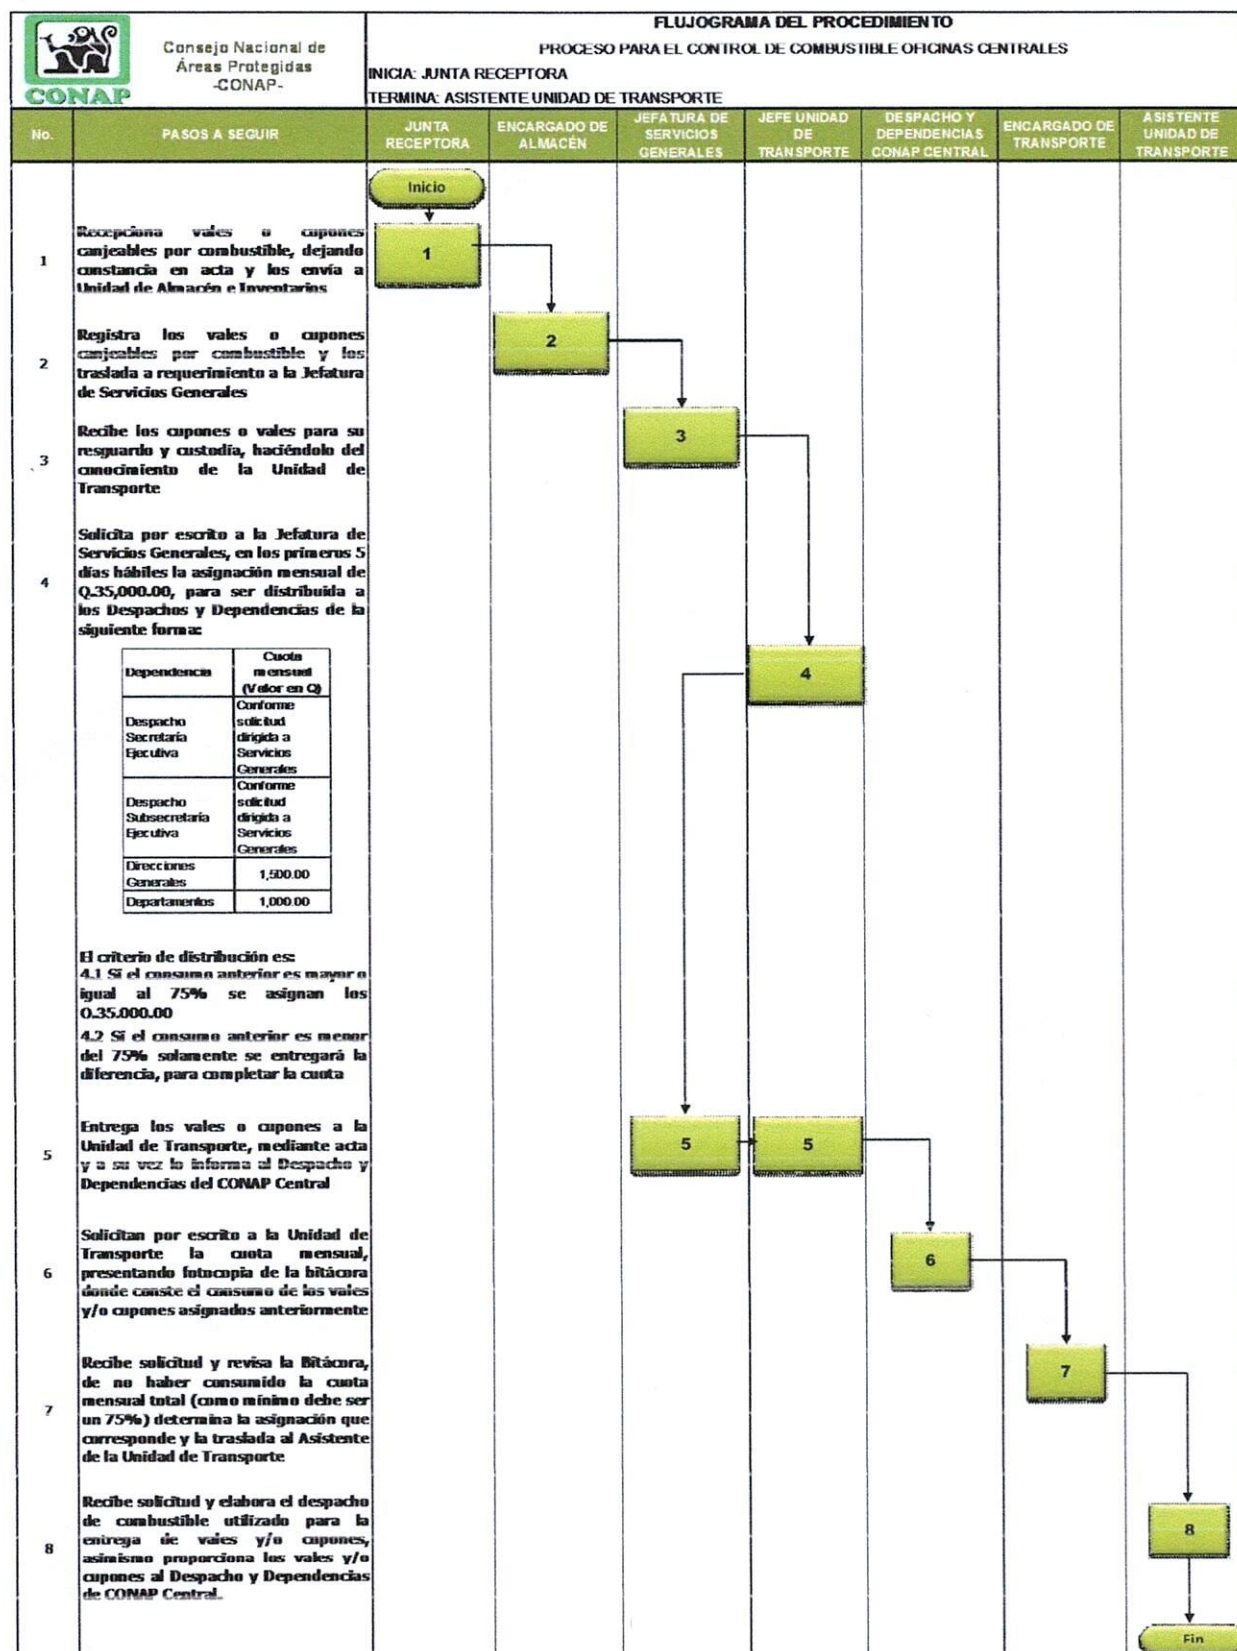 CONAP
Consejo Nacional de
Áreas Protegidas
-CONAP-
FLUJOGRAMA DEL PROCEDIMIENTO
PROCESO PARA EL CONTROL DE COMBUSTIBLE OFICINAS CENTRALES
INICIA: JUNTA RECEPTORA
TERMINA: ASISTENTE UNIDAD DE TRANSPORTE
No.
PASOS A SEGUIR
JUNTA
RECEPTORA
ENCARGADO DE
ALMACÉN
JEFATURA DE
SERVICIOS
GENERALES
JEFE UNIDAD
DE
TRANSPORTE
DESPACHO Y
DEPENDENCIAS
CONAP CENTRAL
ENCARGADO DE
TRANSPORTE
ASISTENTE
UNIDAD DE
TRANSPORTE
Inicio
1
Recepciona vales o cupones
canjeables por combustible, dejando
constancia en acta y los envía a
Unidad de Almacén e Inventarios
1
2
Registra los vales o cupones
canjeables por combustible y los
traslada a requerimiento a la Jefatura
de Servicios Generales
2
3
Recibe los cupones o vales para su
resguardo y custodía, haciéndolo del
conocimiento de la Unidad de
Transporte
3
4
Solicita por escrito a la Jefatura de
Servicios Generales, en los primeros 5
días hábiles la asignación mensual de
Q.35,000.00, para ser distribuida a
los Despachos y Dependencias de la
siguiente forma:
4
Dependencia
Cuota
mensual
(Valor en Q)
Despacho
Secretaría
Ejecutiva
Conforme
solicitud
dirigida a
Servicios
Generales
Despacho
Subsecretaría
Ejecutiva
Conforme
solicitud
dirigida a
Servicios
Generales
Direcciones
Generales
1,500.00
Departamentos
1,000.00
El criterio de distribución es:
4.1 Si el consumo anterior es mayor o
igual al 75% se asignan los
Q.35.000.00
4.2 Si el consumo anterior es menor
del 75% solamente se entregará la
diferencia, para completar la cuota
5
Entrega los vales o cupones a la
Unidad de Transporte, mediante acta
y a su vez lo informa al Despacho y
Dependencias del CONAP Central
5
5
6
Solicitan por escrito a la Unidad de
Transporte la cuota mensual,
presentando fotocopia de la bitácora
donde conste el consumo de los vales
y/o cupones asignados anteriormente
6
7
Recibe solicitud y revisa la Bitácora,
de no haber consumido la cuota
mensual total (como mínimo debe ser
un 75%) determina la asignación que
corresponde y la traslada al Asistente
de la Unidad de Transporte
7
8
Recibe solicitud y elabora el despacho
de combustible utilizado para la
entrega de vales y/o cupones,
asimismo proporciona los vales y/o
cupones al Despacho y Dependencias
de CONAP Central.
8
Fin